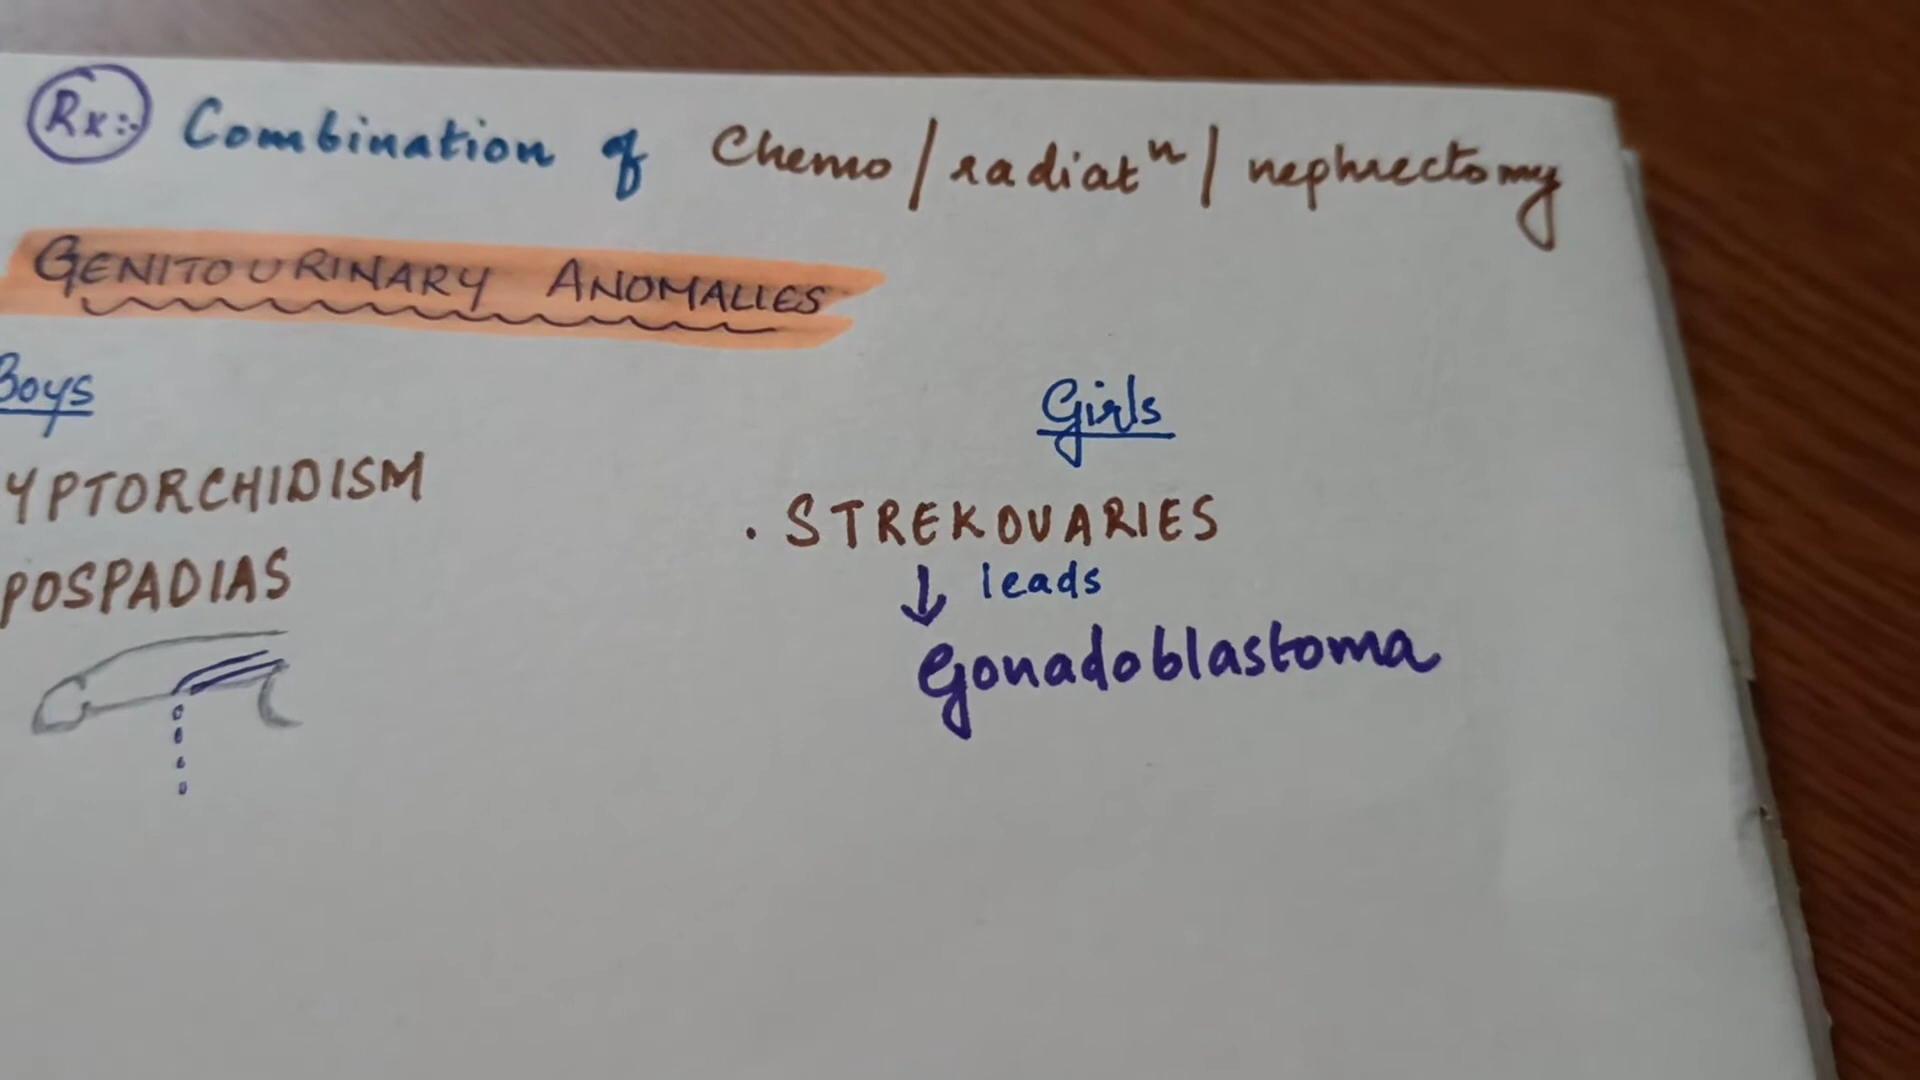 Rx:- Combination of Chemo/radiatⁿ/nephrectomy
GENITOURINARY ANOMALIES
Boys
Girls
YPTORCHIDISM
. STREKOVARIES
POSPADIAS
↓ leads
Gonadoblastoma